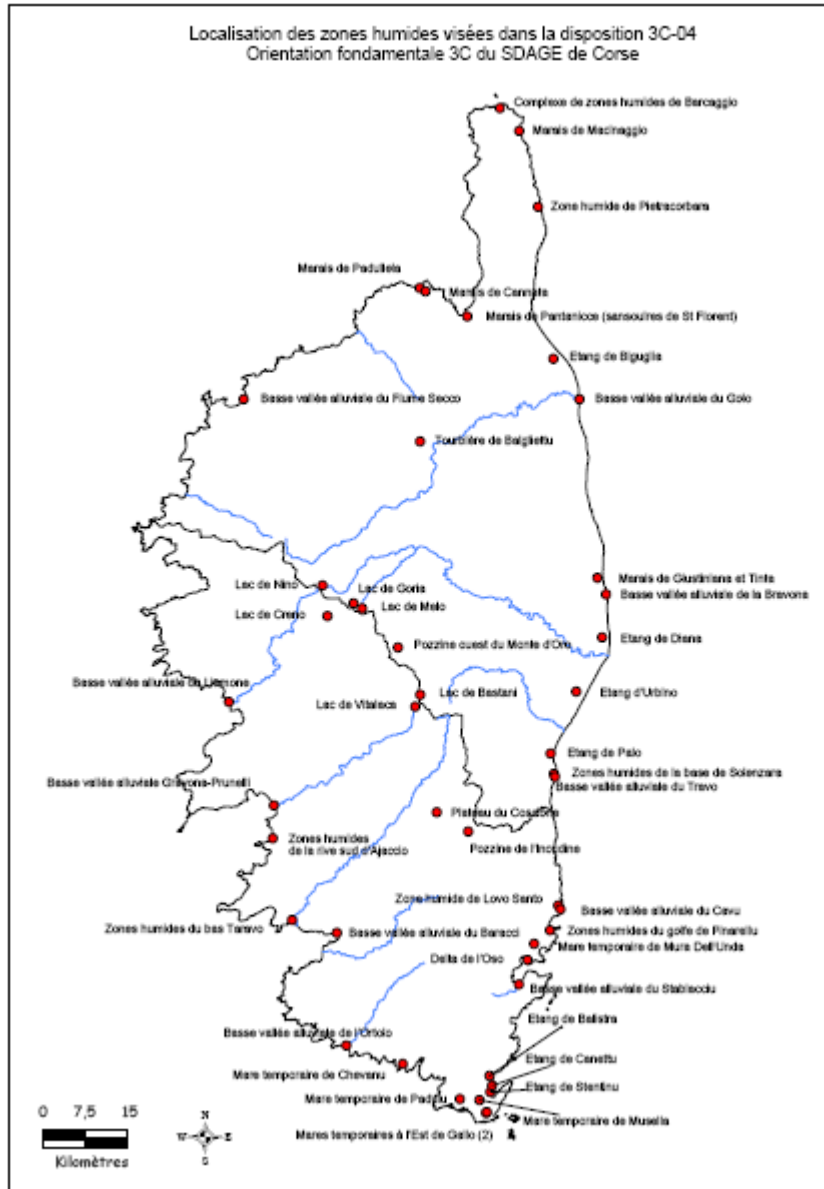 Localisation des zones humides visées dans la disposition 3C-04
Orientation fondamentale 3C du SDAGE de Corse
Complexe de zones humides de Barcaggio
Marais de Macinaggio
Zone humide de Pietracorbara
Marais de Padullela
Marais de Cannata
Marais de Pantanicce (sansouires de St Florent)
Etang de Biguglia
Basse vallée alluviale du Fiume Secco
Basse vallée alluviale du Golo
Tourbière de Baigliettu
Marais de Giustiniana et Tinta
Lac de Nino
Lac de Goria
Basse vallée alluviale de la Bravona
Lac de Melo
Lac de Creno
Etang de Diana
Pozzine ouest du Monte d'Oro
Basse vallée alluviale du Liamone
Lac de Bastani
Etang d'Urbino
Lac de Vitalaca
Etang de Palo
Zones humides de la base de Solenzara
Basse vallée alluviale du Travo
Basse vallée alluviale Gravona-Prunelli
Plateau du Coscione
Zones humides
de la rive sud d'Ajaccio
Pozzine de l'Incudine
Zone humide de Lovo Santo
Basse vallée alluviale du Cavu
Zones humides du bas Taravo
Basse vallée alluviale du Baracci
Zones humides du golfe de Pinarellu
Mare temporaire de Mura Dell'Unda
Delta de l'Oso
Basse vallée alluviale du Stabiacciu
Etang de Balistra
Basse vallée alluviale de l'Ortolo
Etang de Canettu
Mare temporaire de Chevanu
Etang de Stentinu
Mare temporaire de Padulu
Mare temporaire de Musella
Mares temporaires à l'Est de Gallo (2)
0 7,5 15
Kilomètres
N
W E
S